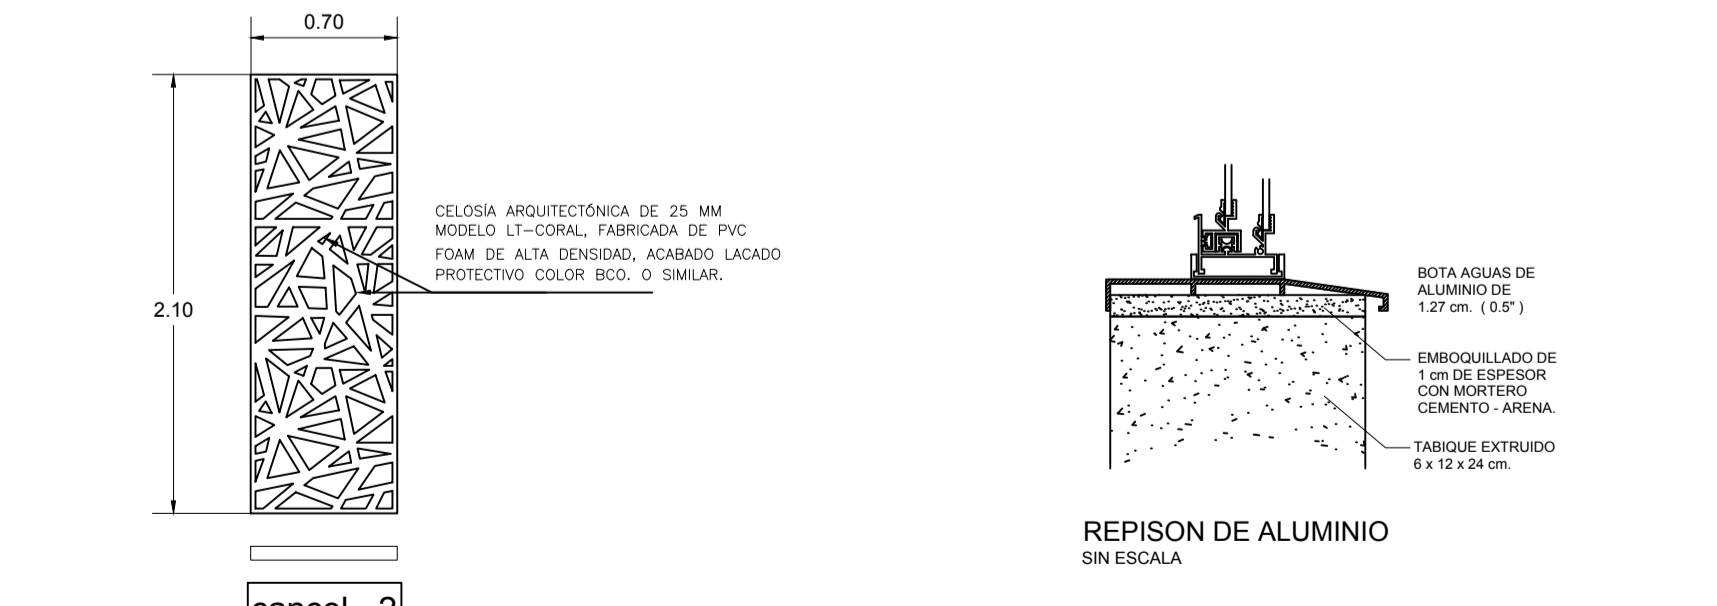 0.70
2.10
CELOSÍA ARQUITECTÓNICA DE 25 MM
MODELO LT-CORAL, FABRICADA DE PVC
FOAM DE ALTA DENSIDAD, ACABADO LACADO
PROTECTIVO COLOR BCO. O SIMILAR.
BOTA AGUAS DE
ALUMINIO DE
1.27 cm. ( 0.5" )
EMBOQUILLADO DE
1 cm DE ESPESOR
CON MORTERO
CEMENTO - ARENA.
TABIQUE EXTRUIDO
6 x 12 x 24 cm.
REPISON DE ALUMINIO
SIN ESCALA